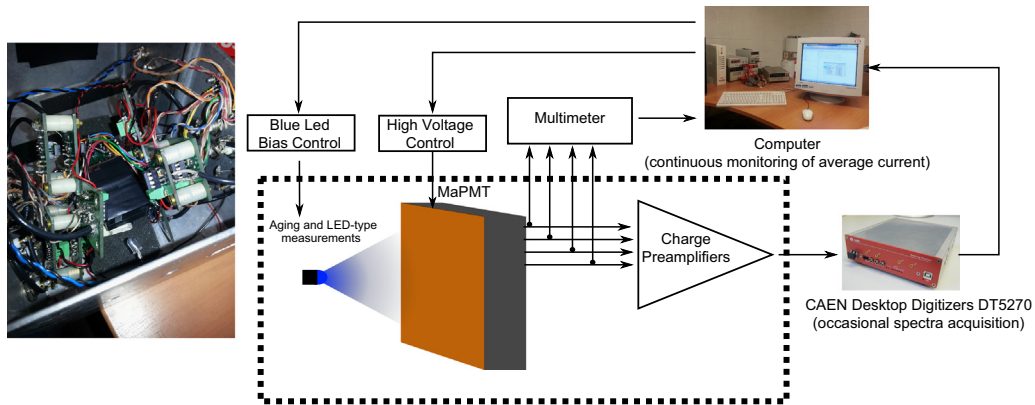 Blue Led
Bias Control
High Voltage
Control
Multimeter
Computer
(continuous monitoring of average current)
MaPMT
Aging and LED-type
measurements
Charge
Preamplifiers
CAEN Desktop Digitizers DT5270
(occasional spectra acquisition)